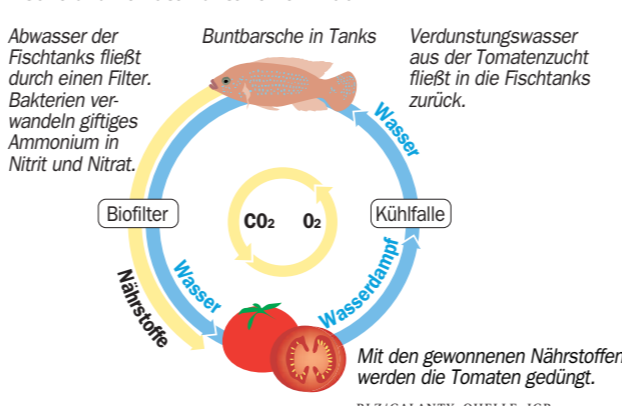 Abwasser der
Fischtanks fließt
durch einen Filter.
Bakterien ver-
wandeln giftiges
Ammonium in
Nitrit und Nitrat.
Buntbarsche in Tanks
Verdunstungswasser
aus der Tomatenzucht
fließt in die Fischtanks
zurück.
Wasser
Biofilter
CO₂
O₂
Kühlfalle
Nährstoffe
Wasser
Wasserdampf
Mit den gewonnenen Nährstoffen
werden die Tomaten gedüngt.